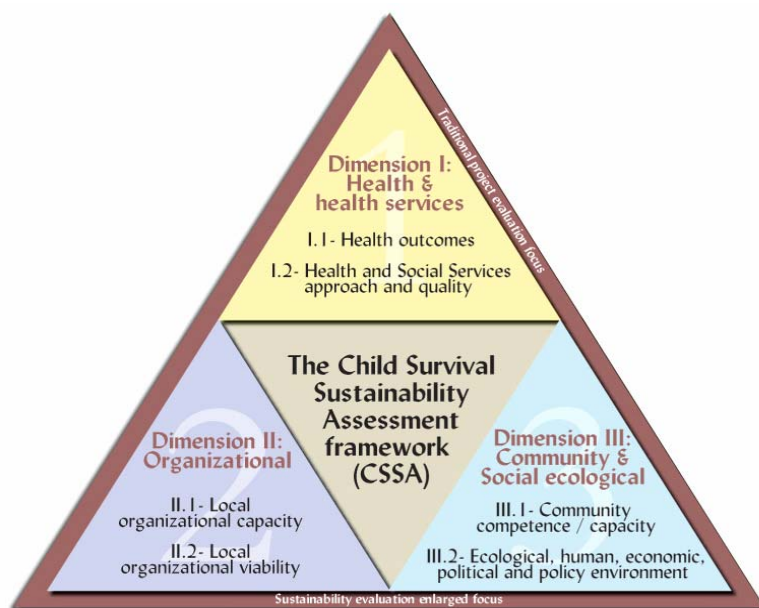 Traditional project evaluation focus
1
Dimension I:
Health &
health services
I.1- Health outcomes
I.2- Health and Social Services
approach and quality
The Child Survival
Sustainability
Assessment
framework
(CSSA)
2
Dimension II:
Organizational
II.1- Local
organizational capacity
II.2- Local
organizational viability
3
Dimension III:
Community &
Social ecological
III.1- Community
competence / capacity
III.2- Ecological, human, economic,
political and policy environment
Sustainability evaluation enlarged focus